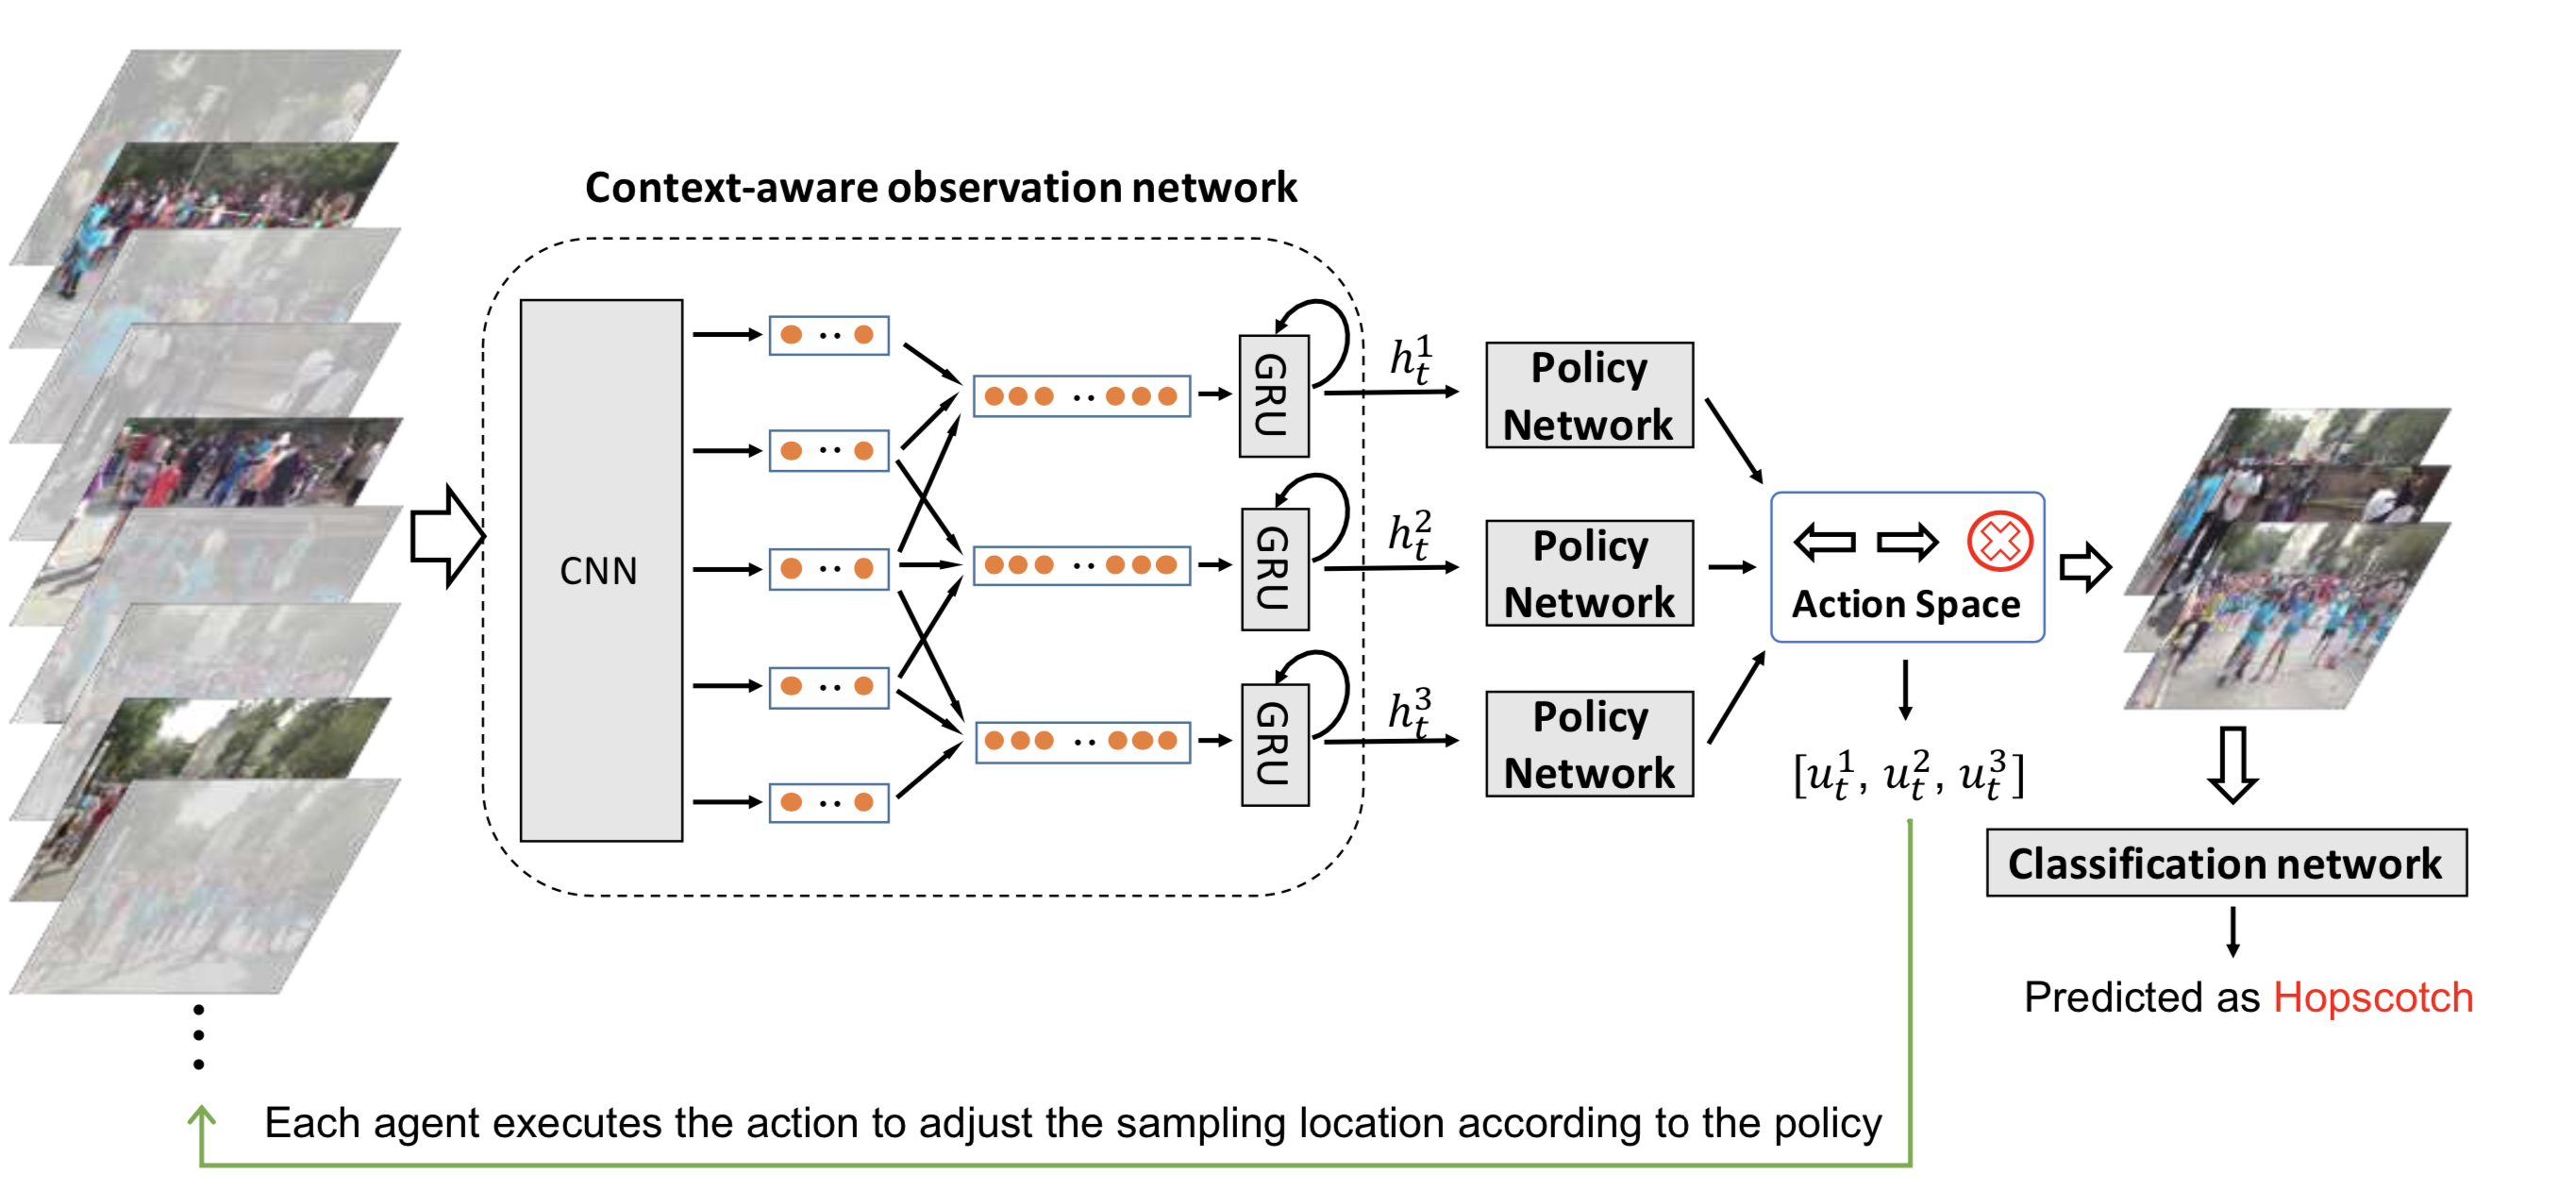 Context-aware observation network
CNN
GRU
GRU
GRU
h_t^1
h_t^2
h_t^3
Policy
Network
Policy
Network
Policy
Network
Action Space
[u_t^1, u_t^2, u_t^3]
Classification network
Predicted as Hopscotch
Each agent executes the action to adjust the sampling location according to the policy